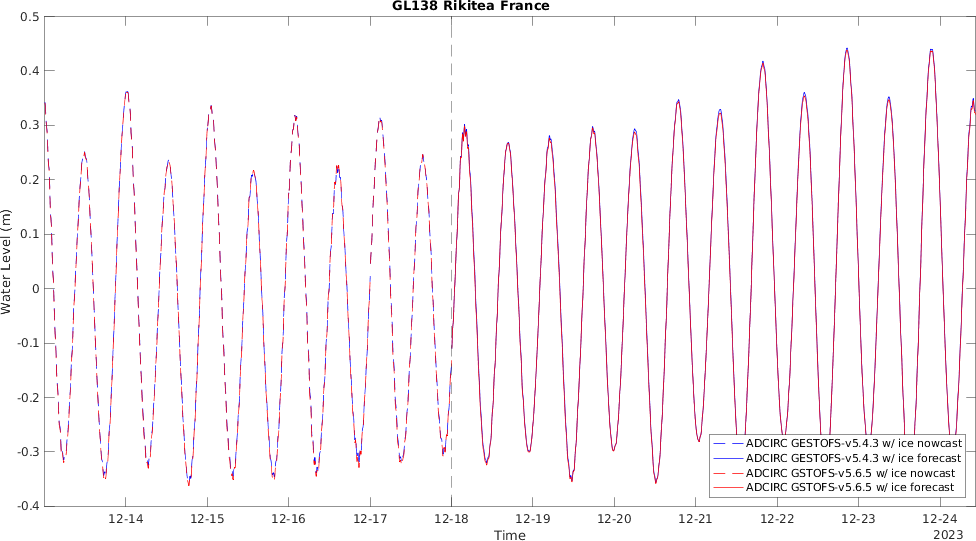 GL138 Rikitea France
0.5
0.4
0.3
0.2
0.1
0
-0.1
-0.2
-0.3
-0.4
Water Level (m)
ADCIRC GESTOFS-v5.4.3 w/ ice nowcast
ADCIRC GESTOFS-v5.4.3 w/ ice forecast
ADCIRC GSTOFS-v5.6.5 w/ ice nowcast
ADCIRC GSTOFS-v5.6.5 w/ ice forecast
12-14 12-15 12-16 12-17 12-18 12-19 12-20 12-21 12-22 12-23 12-24
Time
2023